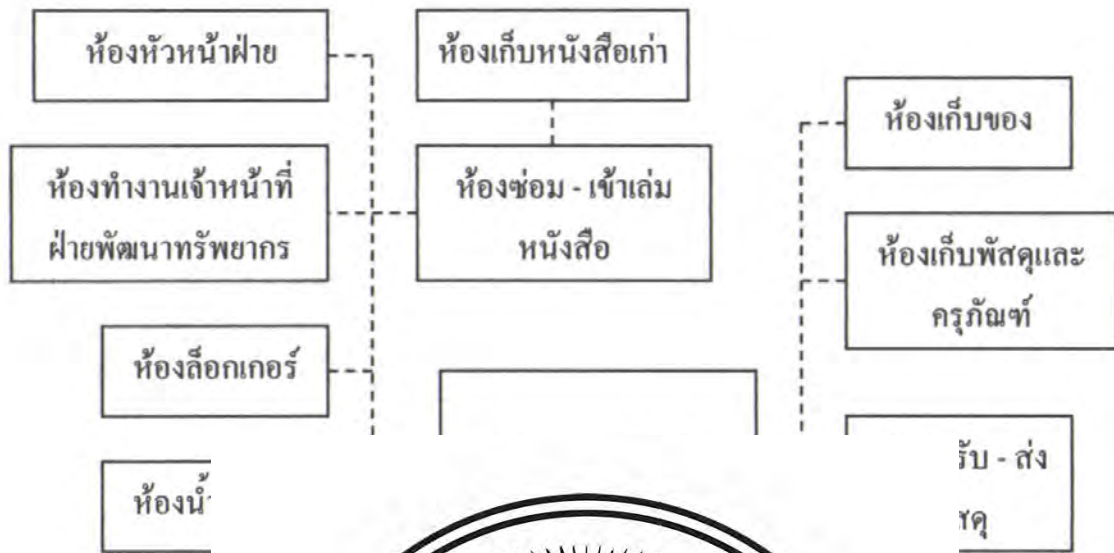 ห้องหัวหน้าฝ่าย
ห้องเก็บหนังสือเก่า
ห้องเก็บของ
ห้องทำงานเจ้าหน้าที่
ฝ่ายพัฒนาทรัพยากร
ห้องซ่อม - เข้าเล่ม
หนังสือ
ห้องเก็บพัสดุและ
ครุภัณฑ์
ห้องล็อกเกอร์
รับ - ส่ง